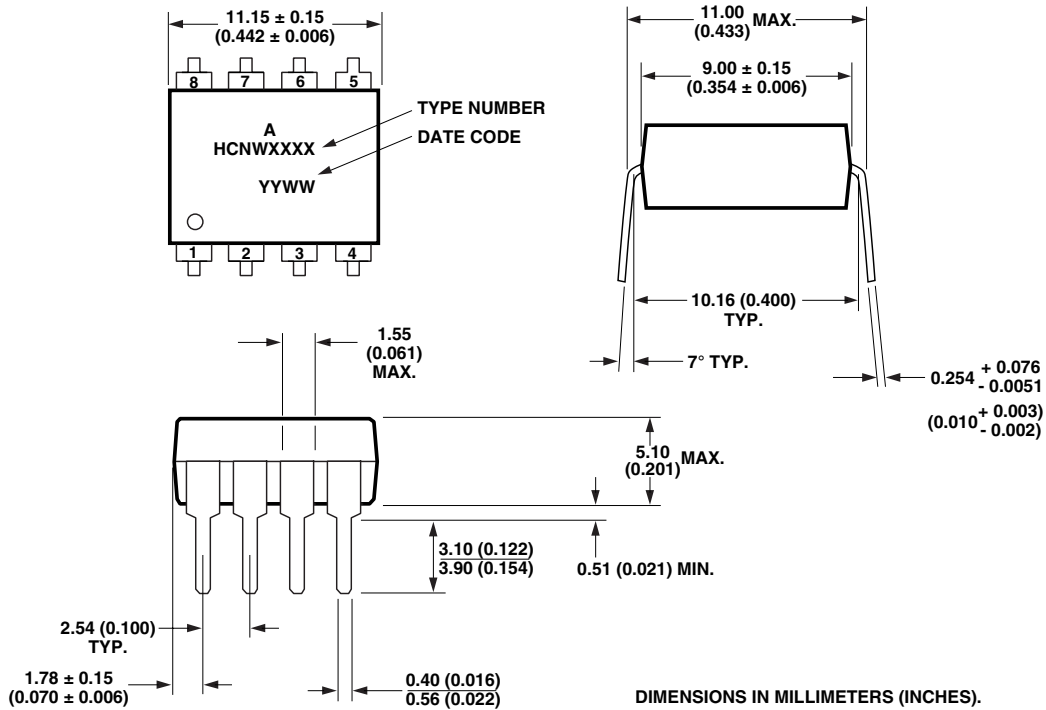 11.15 ± 0.15
(0.442 ± 0.006)
8 7 6 5
A
HCNWXXXX
YYWW
TYPE NUMBER
DATE CODE
1 2 3 4
11.00
(0.433)
MAX.
9.00 ± 0.15
(0.354 ± 0.006)
10.16 (0.400)
TYP.
7° TYP.
0.254 + 0.076
- 0.0051
(0.010 + 0.003)
- 0.002)
1.55
(0.061)
MAX.
5.10
(0.201)
MAX.
3.10 (0.122)
3.90 (0.154)
0.51 (0.021) MIN.
2.54 (0.100)
TYP.
1.78 ± 0.15
(0.070 ± 0.006)
0.40 (0.016)
0.56 (0.022)
DIMENSIONS IN MILLIMETERS (INCHES).